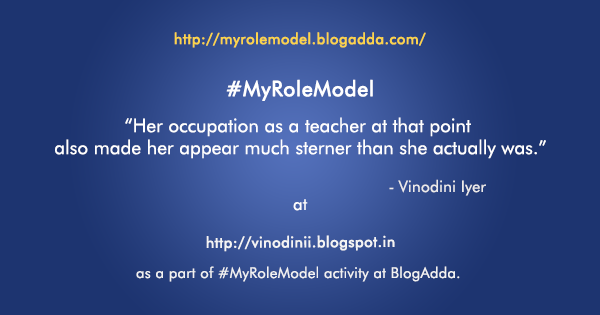 http://myrolemodel.blogadda.com/
#MyRoleModel
“Her occupation as a teacher at that point
also made her appear much sterner than she actually was.”
- Vinodini Iyer
at
http://vinodinii.blogspot.in
as a part of #MyRoleModel activity at BlogAdda.